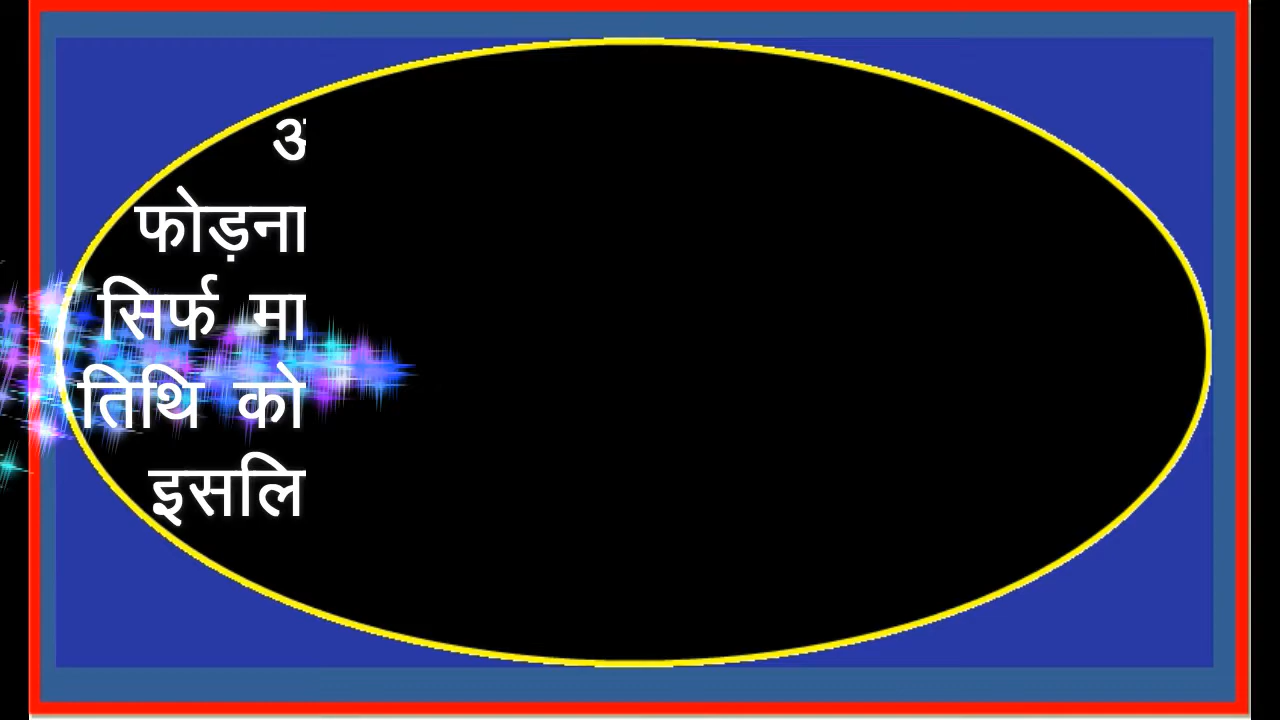 फोड़ना
सिर्फ मा
तिथि को
इसलि